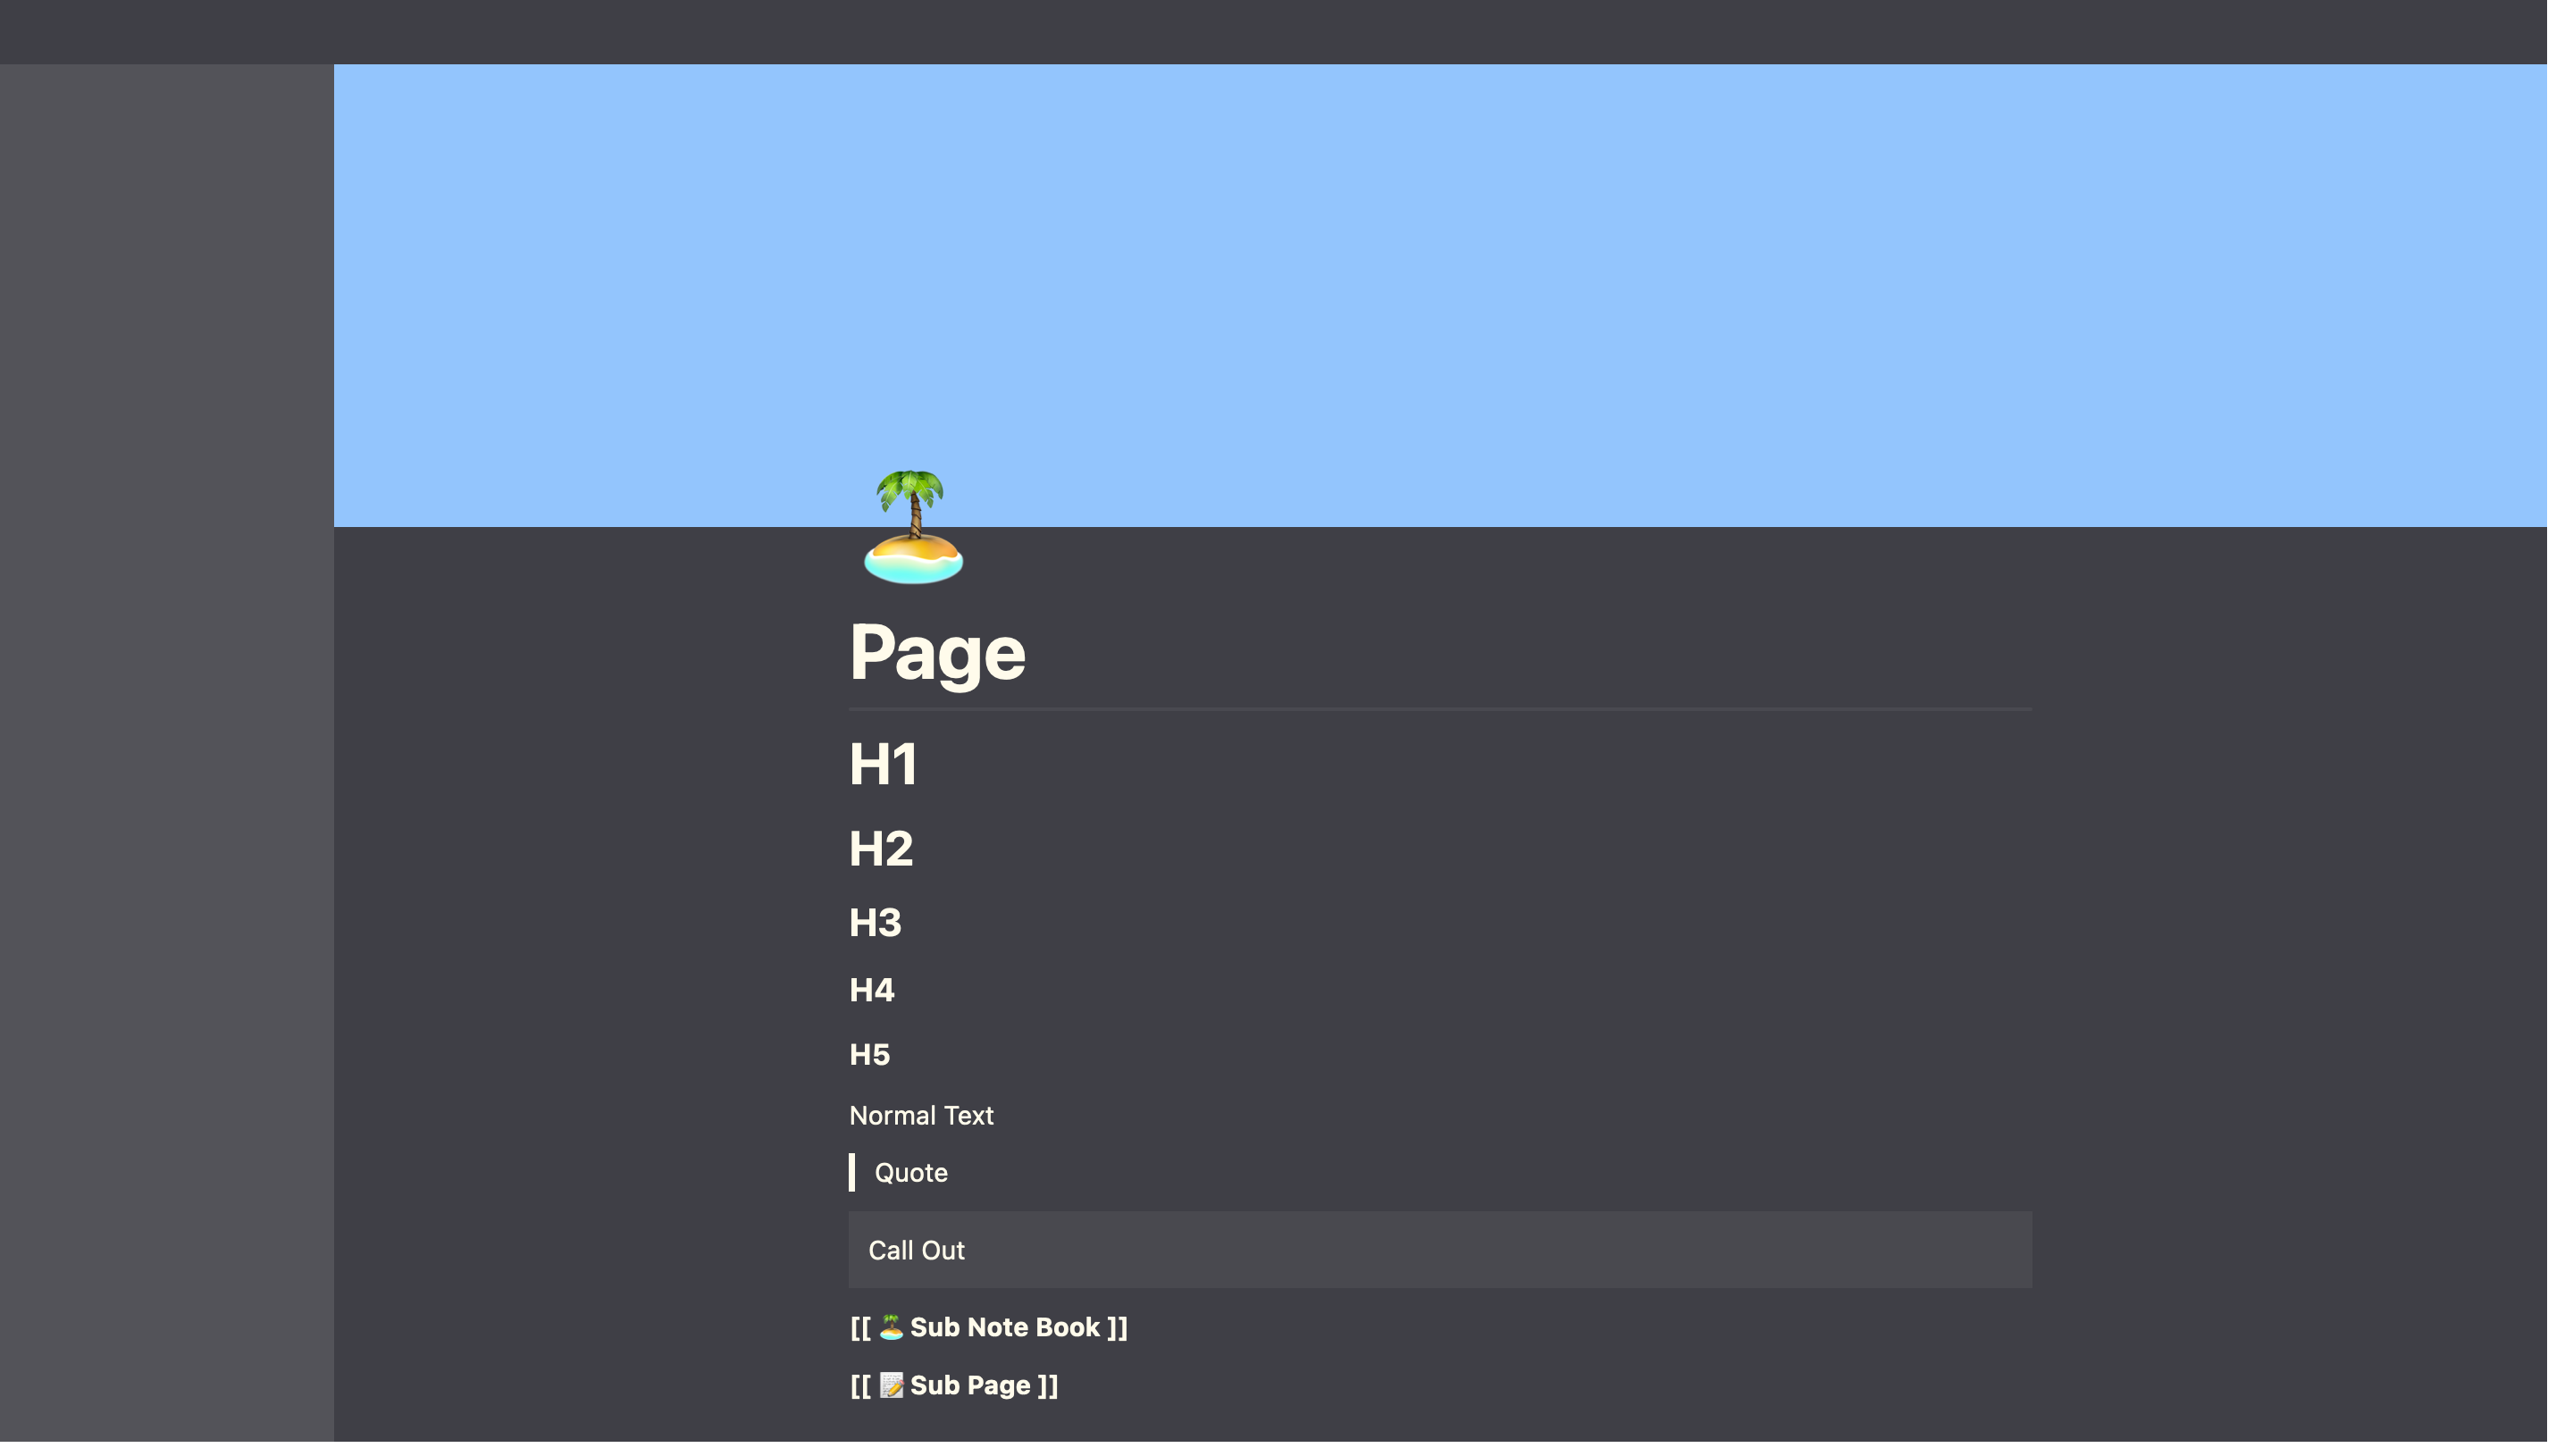 Page
H1
H2
H3
H4
H5
Normal Text
Quote
Call Out
[[ 🏝️ Sub Note Book ]]
[[ 📝 Sub Page ]]